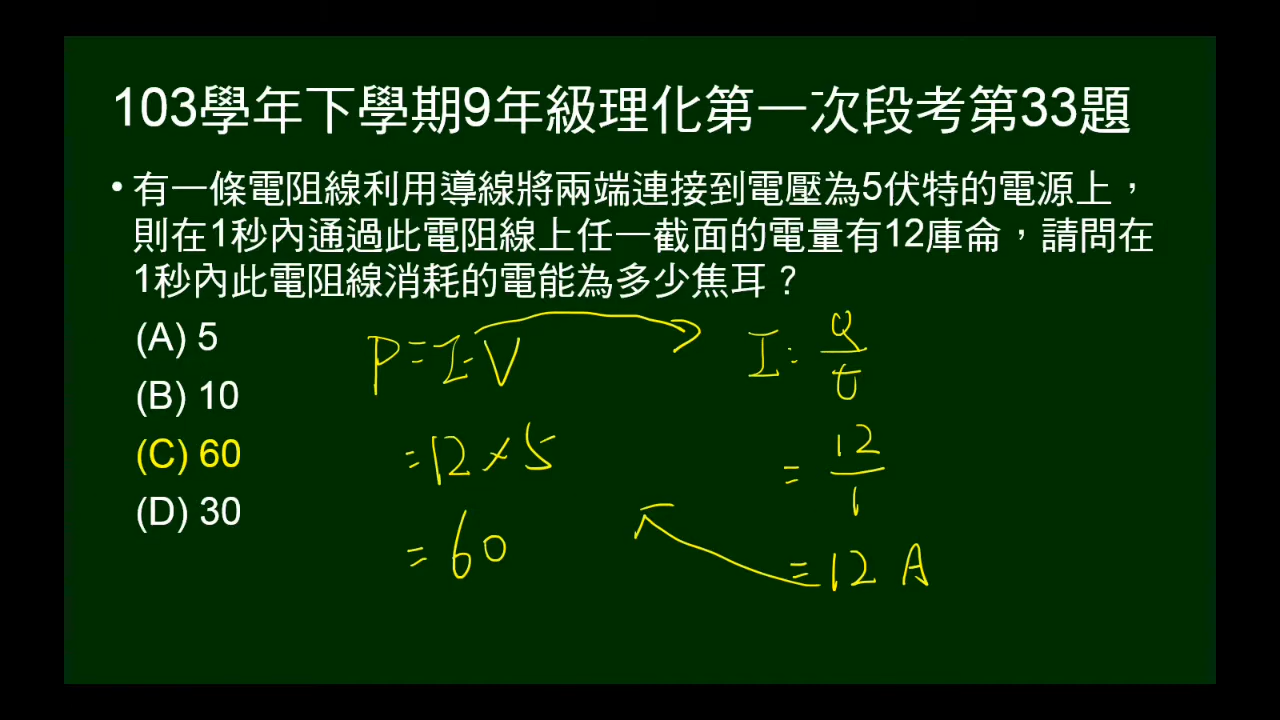 103學年下學期9年級理化第一次段考第33題
• 有一條電阻線利用導線將兩端連接到電壓為5伏特的電源上，
則在1秒內通過此電阻線上任一截面的電量有12庫侖，請問在
1秒內此電阻線消耗的電能為多少焦耳？
(A) 5
(B) 10
(C) 60
(D) 30
P=I·V
=12×5
=60
I=Q/t
=12/1
=12 A